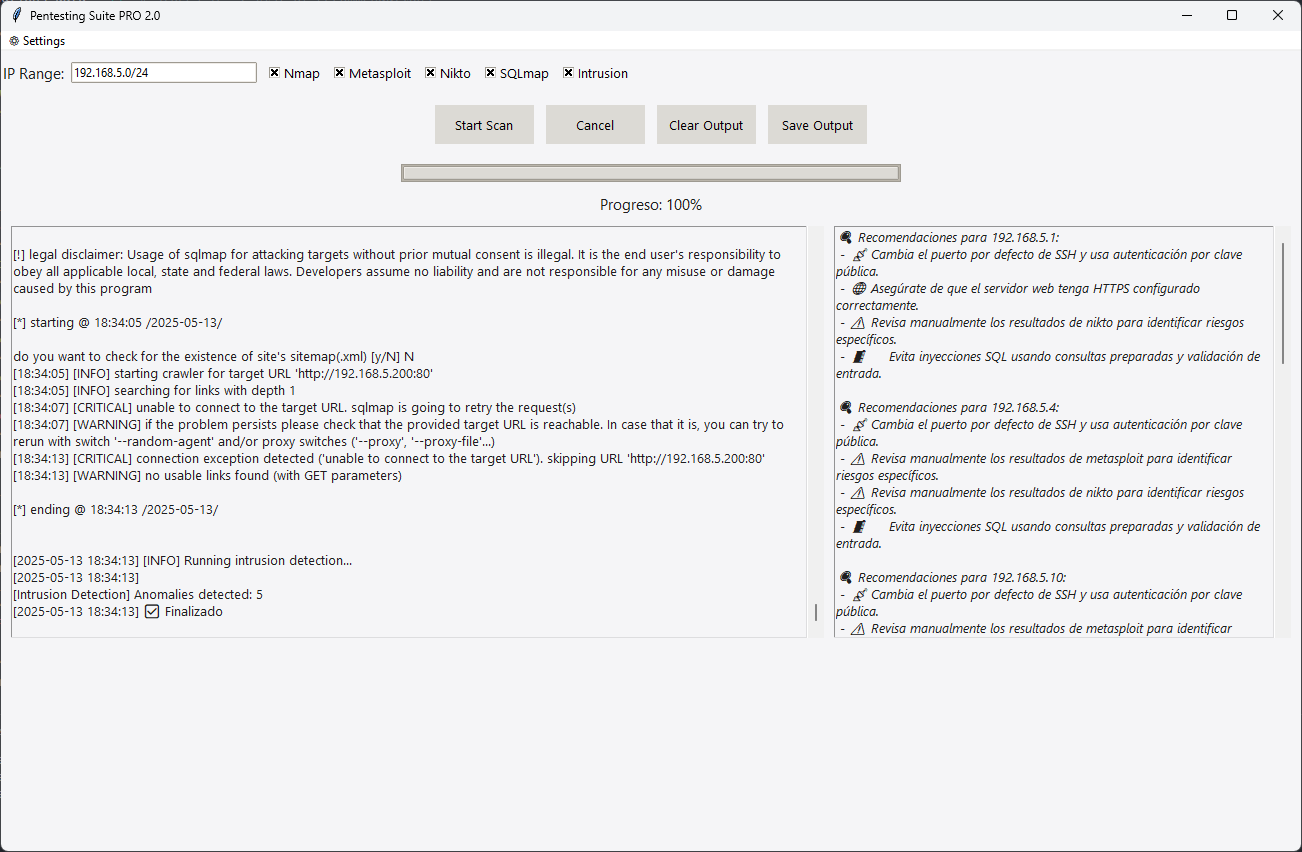 Pentesting Suite PRO 2.0
Settings
IP Range: 192.168.5.0/24 Nmap Metasploit Nikto SQLmap Intrusion
Start Scan Cancel Clear Output Save Output
Progreso: 100%
[!] legal disclaimer: Usage of sqlmap for attacking targets without prior mutual consent is illegal. It is the end user's responsibility to
obey all applicable local, state and federal laws. Developers assume no liability and are not responsible for any misuse or damage
caused by this program
[*] starting @ 18:34:05 /2025-05-13/
do you want to check for the existence of site's sitemap(.xml) [y/N] N
[18:34:05] [INFO] starting crawler for target URL 'http://192.168.5.200:80'
[18:34:05] [INFO] searching for links with depth 1
[18:34:07] [CRITICAL] unable to connect to the target URL. sqlmap is going to retry the request(s)
[18:34:07] [WARNING] if the problem persists please check that the provided target URL is reachable. In case that it is, you can try to
rerun with switch '--random-agent' and/or proxy switches ('--proxy', '--proxy-file'...)
[18:34:13] [CRITICAL] connection exception detected ('unable to connect to the target URL'). skipping URL 'http://192.168.5.200:80'
[18:34:13] [WARNING] no usable links found (with GET parameters)
[*] ending @ 18:34:13 /2025-05-13/
[2025-05-13 18:34:13] [INFO] Running intrusion detection...
[2025-05-13 18:34:13]
[Intrusion Detection] Anomalies detected: 5
[2025-05-13 18:34:13] ☑ Finalizado
Recomendaciones para 192.168.5.1:
- Cambia el puerto por defecto de SSH y usa autenticación por clave
pública.
- Asegúrate de que el servidor web tenga HTTPS configurado
correctamente.
- Revisa manualmente los resultados de nikto para identificar riesgos
específicos.
- Evita inyecciones SQL usando consultas preparadas y validación de
entrada.
Recomendaciones para 192.168.5.4:
- Cambia el puerto por defecto de SSH y usa autenticación por clave
pública.
- Revisa manualmente los resultados de metasploit para identificar
riesgos específicos.
- Revisa manualmente los resultados de nikto para identificar riesgos
específicos.
- Evita inyecciones SQL usando consultas preparadas y validación de
entrada.
Recomendaciones para 192.168.5.10:
- Cambia el puerto por defecto de SSH y usa autenticación por clave
pública.
- Revisa manualmente los resultados de metasploit para identificar